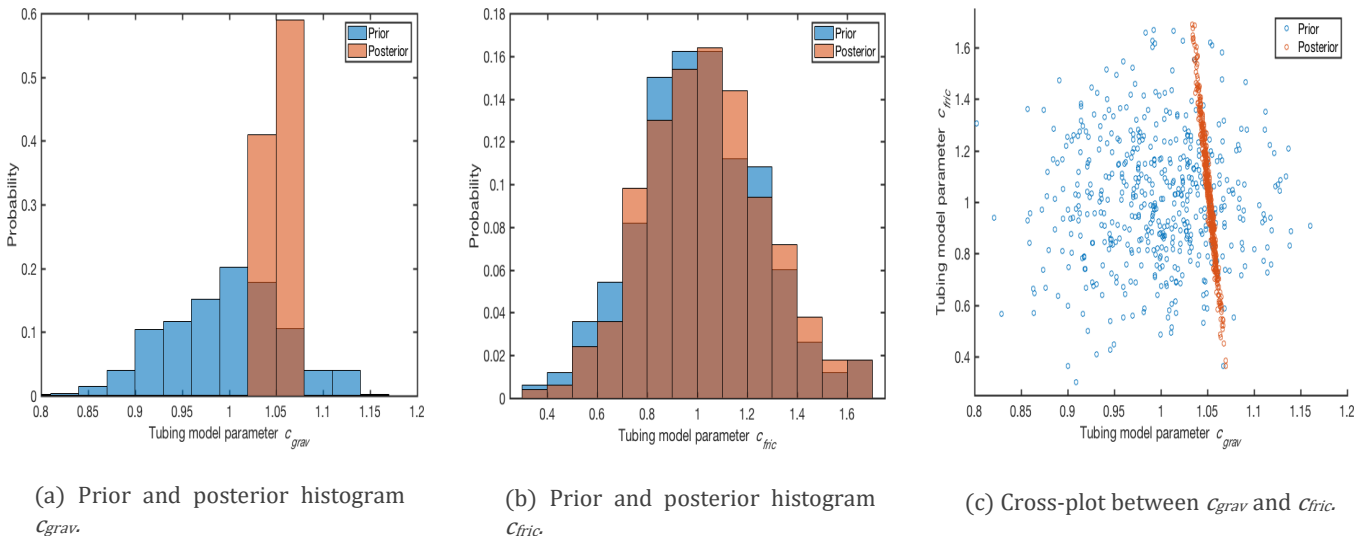 0.6
0.5
0.4
0.3
0.2
0.1
0
Probability
Prior
Posterior
0.8 0.85 0.9 0.95 1 1.05 1.1 1.15 1.2
Tubing model parameter c_grav
(a) Prior and posterior histogram
c_grav.
0.18
0.16
0.14
0.12
0.1
0.08
0.06
0.04
0.02
0
Probability
Prior
Posterior
0.4 0.6 0.8 1 1.2 1.4 1.6
Tubing model parameter c_fric
(b) Prior and posterior histogram
c_fric.
1.6
1.4
1.2
1
0.8
0.6
0.4
Tubing model parameter c_fric
Prior
Posterior
0.8 0.85 0.9 0.95 1 1.05 1.1 1.15 1.2
Tubing model parameter c_grav
(c) Cross-plot between c_grav and c_fric.